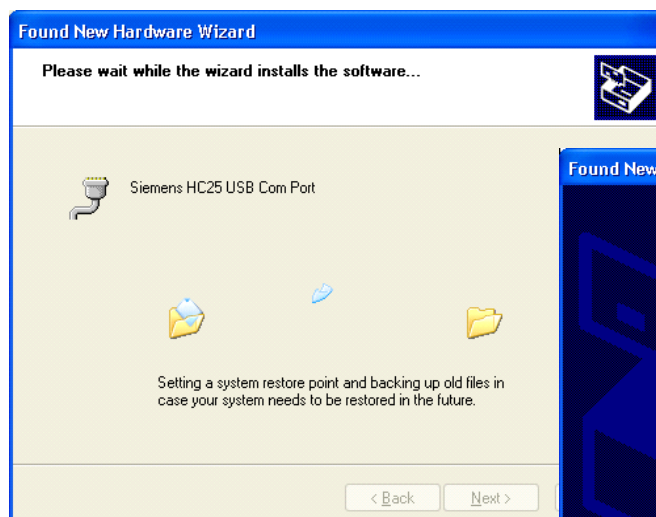 Found New Hardware Wizard
Please wait while the wizard installs the software...
Found New
Siemens HC25 USB Com Port
Setting a system restore point and backing up old files in
case your system needs to be restored in the future.
< Back
Next >